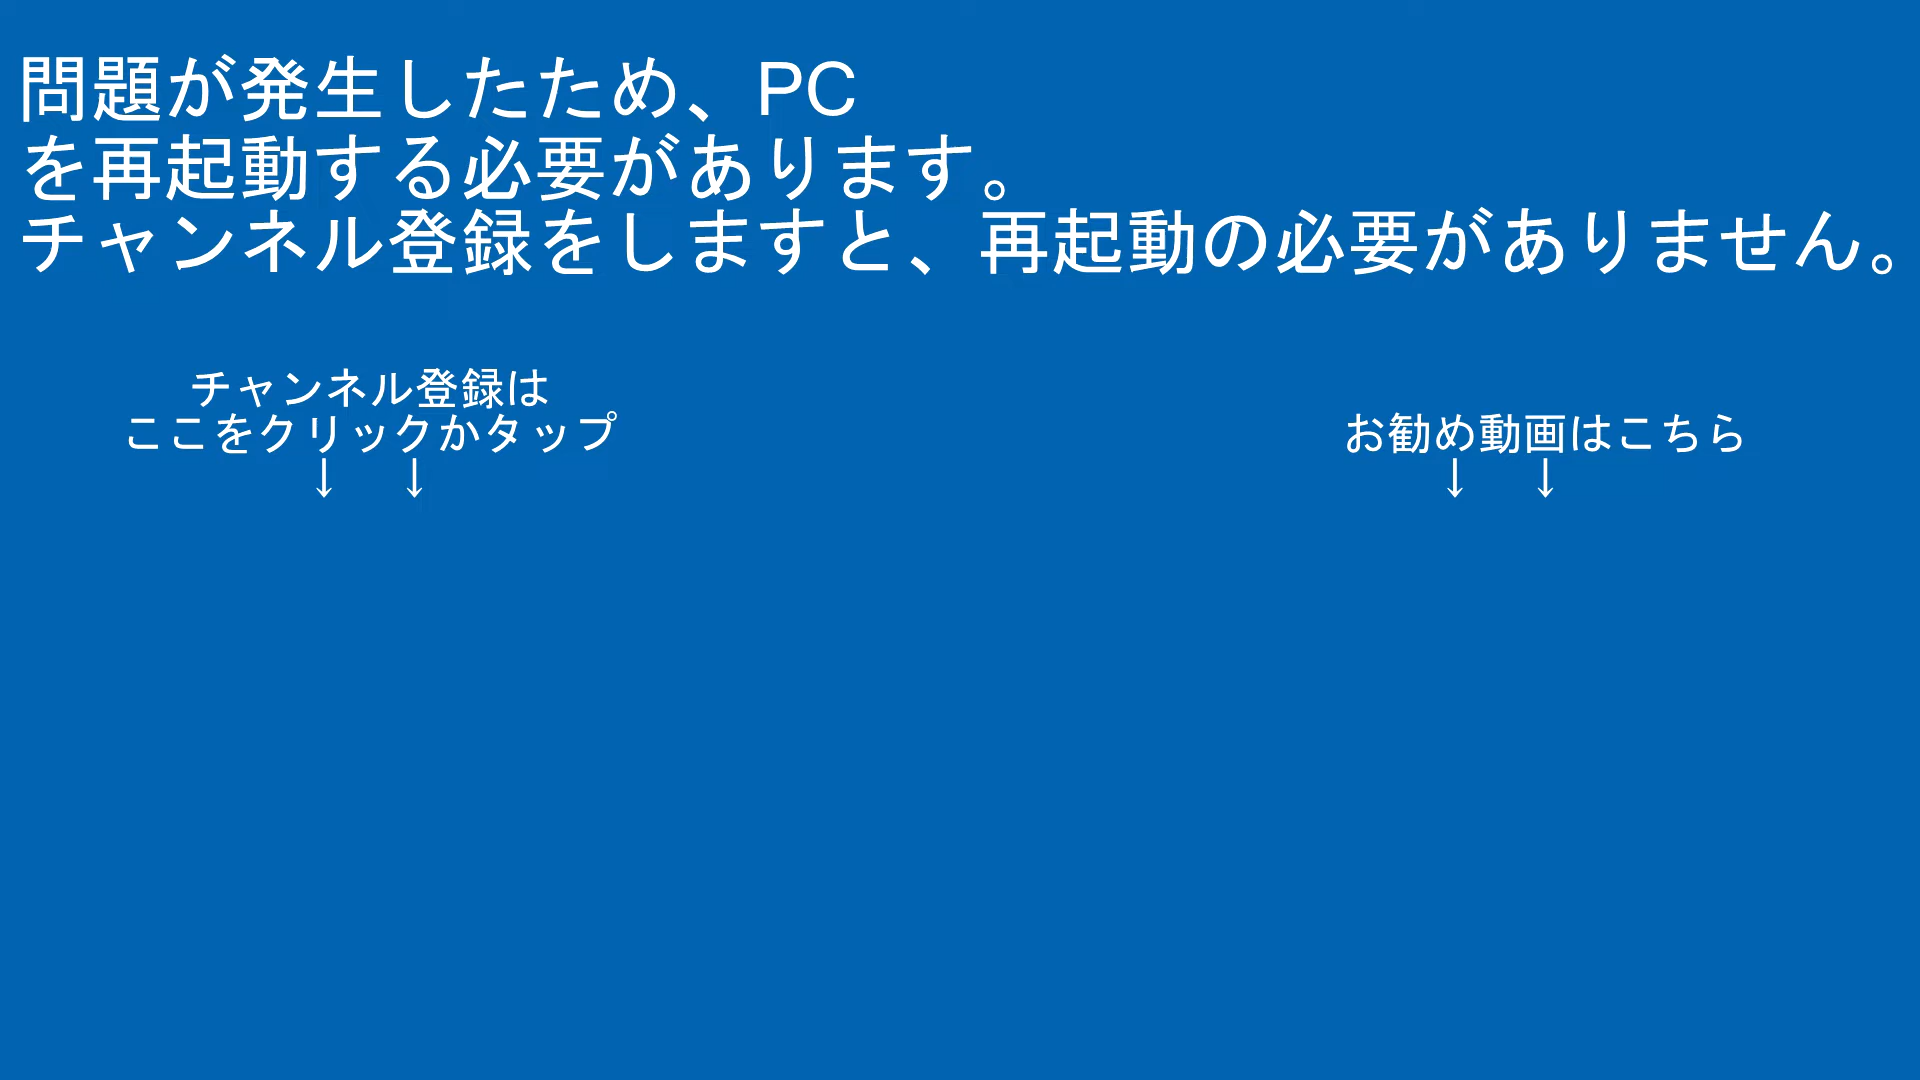 問題が発生したため、PC
を再起動する必要があります。
チャンネル登録をしますと、再起動の必要がありません。
チャンネル登録は
ここをクリックかタップ
↓ ↓
お勧め動画はこちら
↓ ↓